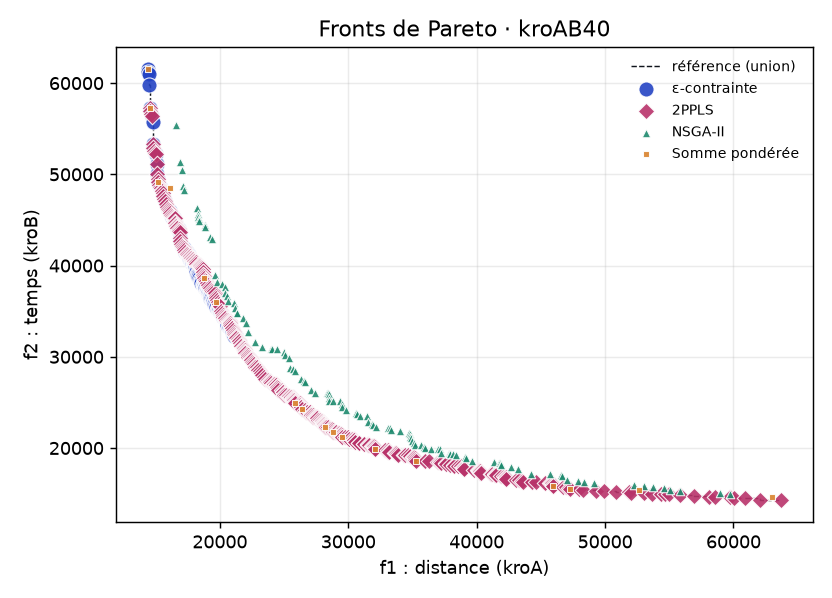 Fronts de Pareto · kroAB40
référence (union)
ε-contrainte
2PPLS
NSGA-II
Somme pondérée
60000
50000
40000
30000
20000
f2 : temps (kroB)
20000 30000 40000 50000 60000
f1 : distance (kroA)